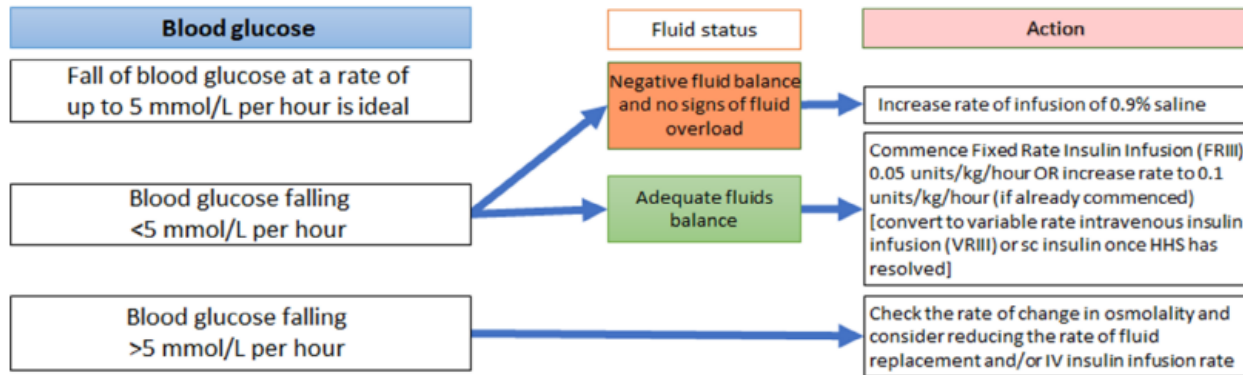 Blood glucose
Fluid status
Action
Fall of blood glucose at a rate of
up to 5 mmol/L per hour is ideal
Negative fluid balance
and no signs of fluid
overload
Increase rate of infusion of 0.9% saline
Blood glucose falling
<5 mmol/L per hour
Adequate fluids
balance
Commence Fixed Rate Insulin Infusion (FRIII)
0.05 units/kg/hour OR increase rate to 0.1
units/kg/hour (if already commenced)
[convert to variable rate intravenous insulin
infusion (VRIII) or sc insulin once HHS has
resolved]
Blood glucose falling
>5 mmol/L per hour
Check the rate of change in osmolality and
consider reducing the rate of fluid
replacement and/or IV insulin infusion rate